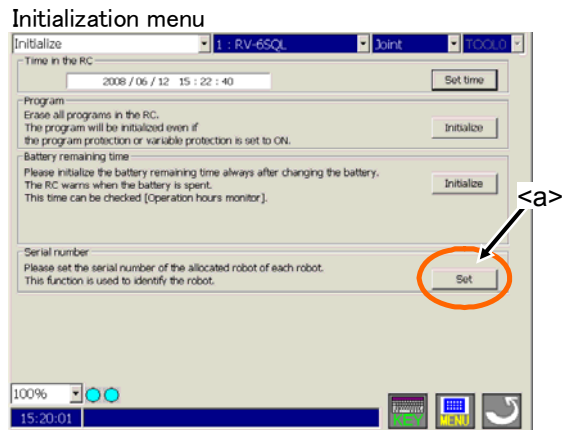 Initialization menu
Initialize 1 : RV-6SQL Joint TOOL0
Time in the RC
2008 / 06 / 12 15 : 22 : 40 Set time
Program
Erase all programs in the RC.
The program will be initialized even if
the program protection or variable protection is set to ON.
Initialize
Battery remaining time
Please initialize the battery remaining time always after changing the battery.
The RC warns when the battery is spent.
This time can be checked [Operation hours monitor].
Initialize
<a>
Serial number
Please set the serial number of the allocated robot of each robot.
This function is used to identify the robot.
Set
100%
15:20:01
KEY MENU